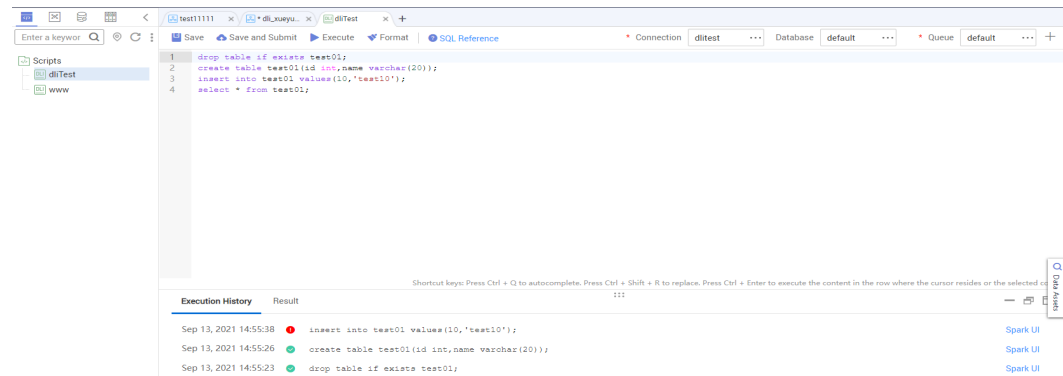 test11111 × * dli_xueyu... × dliTest × +
Enter a keywor
Save Save and Submit Execute Format SQL Reference * Connection dlitest ... Database default ... * Queue default ... +
Scripts
dliTest
www
1 drop table if exists test01;
2 create table test01(id int,name varchar(20));
3 insert into test01 values(10,'test10');
4 select * from test01;
Shortcut keys: Press Ctrl + Q to autocomplete. Press Ctrl + Shift + R to replace. Press Ctrl + Enter to execute the content in the row where the cursor resides or the selected co
Data Assets
Execution History Result
Sep 13, 2021 14:55:38 insert into test01 values(10,'test10'); Spark UI
Sep 13, 2021 14:55:26 create table test01(id int,name varchar(20)); Spark UI
Sep 13, 2021 14:55:23 drop table if exists test01; Spark UI